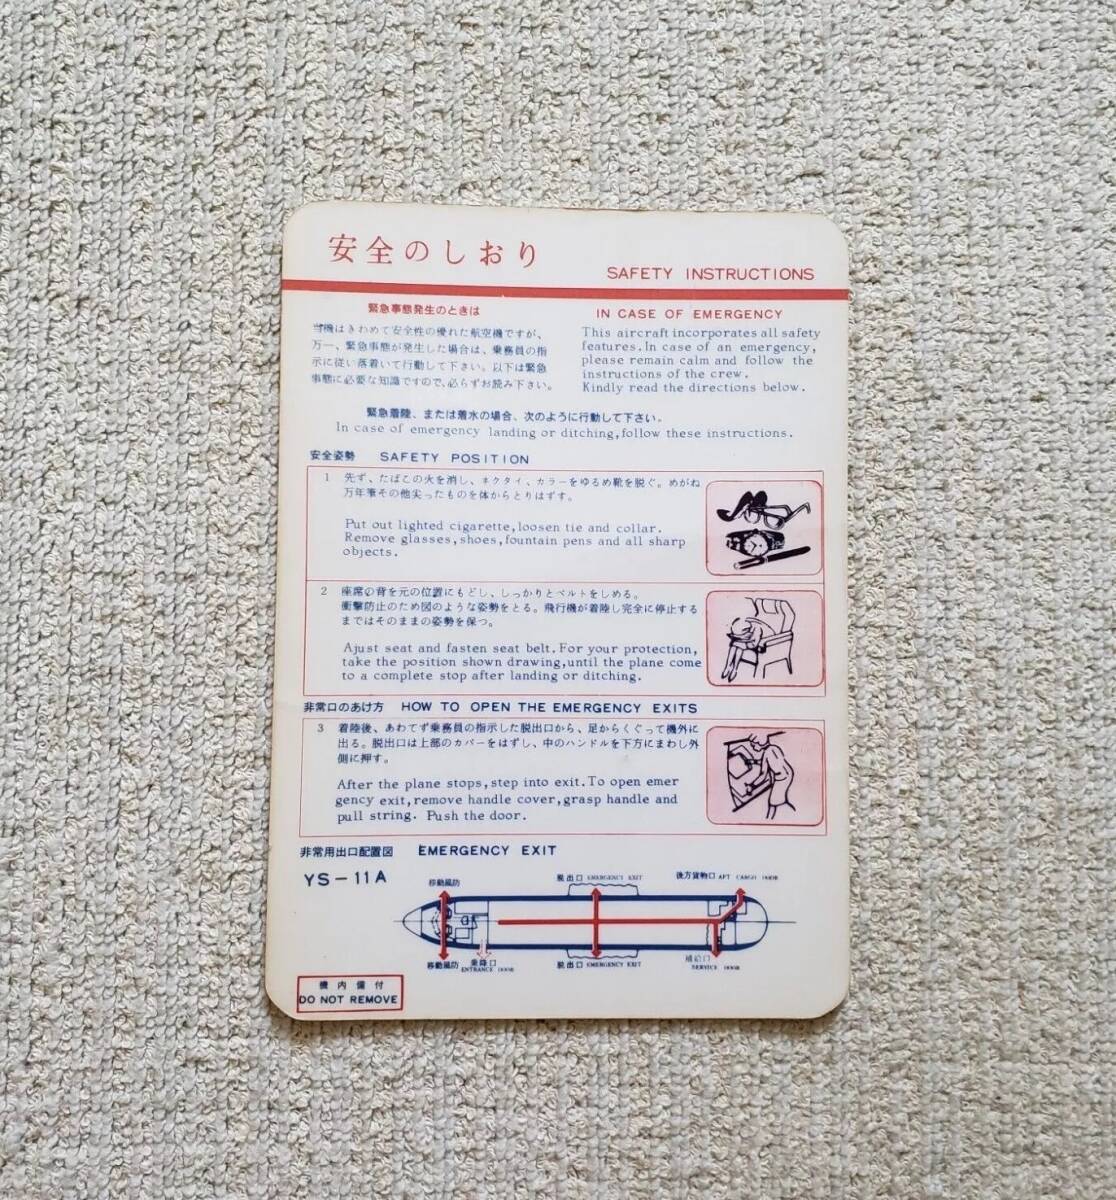 安全のしおり
SAFETY INSTRUCTIONS
緊急事態発生のときは
当機はきわめて安全性の優れた航空機ですが、
万一、緊急事態が発生した場合は、乗務員の指
示に従い落着いて行動して下さい。以下は緊急
事態に必要な知識ですので、必らずお読み下さい。
IN CASE OF EMERGENCY
This aircraft incorporates all safety
features. In case of an emergency,
please remain calm and follow the
instructions of the crew.
Kindly read the directions below.
緊急着陸、または着水の場合、次のように行動して下さい。
In case of emergency landing or ditching, follow these instructions.
安全姿勢 SAFETY POSITION
1 先ず、たばこの火を消し、ネクタイ、カラーをゆるめ靴を脱ぐ。めがね
万年筆その他尖ったものを体からとりはずす。
Put out lighted cigarette, loosen tie and collar.
Remove glasses, shoes, fountain pens and all sharp
objects.
2 座席の背を元の位置にもどし、しっかりとベルトをしめる。
衝撃防止のため図のような姿勢をとる。飛行機が着陸し完全に停止する
まではそのままの姿勢を保つ。
Ajust seat and fasten seat belt. For your protection,
take the position shown drawing, until the plane come
to a complete stop after landing or ditching.
非常口のあけ方 HOW TO OPEN THE EMERGENCY EXITS
3 着陸後、あわてず乗務員の指示した脱出口から、足からくぐって機外に
出る。脱出口は上部のカバーをはずし、中のハンドルを下方にまわし外
側に押す。
After the plane stops, step into exit. To open emer
gency exit, remove handle cover, grasp handle and
pull string. Push the door.
非常用出口配置図 EMERGENCY EXIT
YS-11A
移動風防
脱出口 EMERGENCY EXIT
後方貨物口 AFT CARGO DOOR
移動風防
乗降口
ENTRANCE DOOR
脱出口 EMERGENCY EXIT
補給口
SERVICE DOOR
機内備付
DO NOT REMOVE